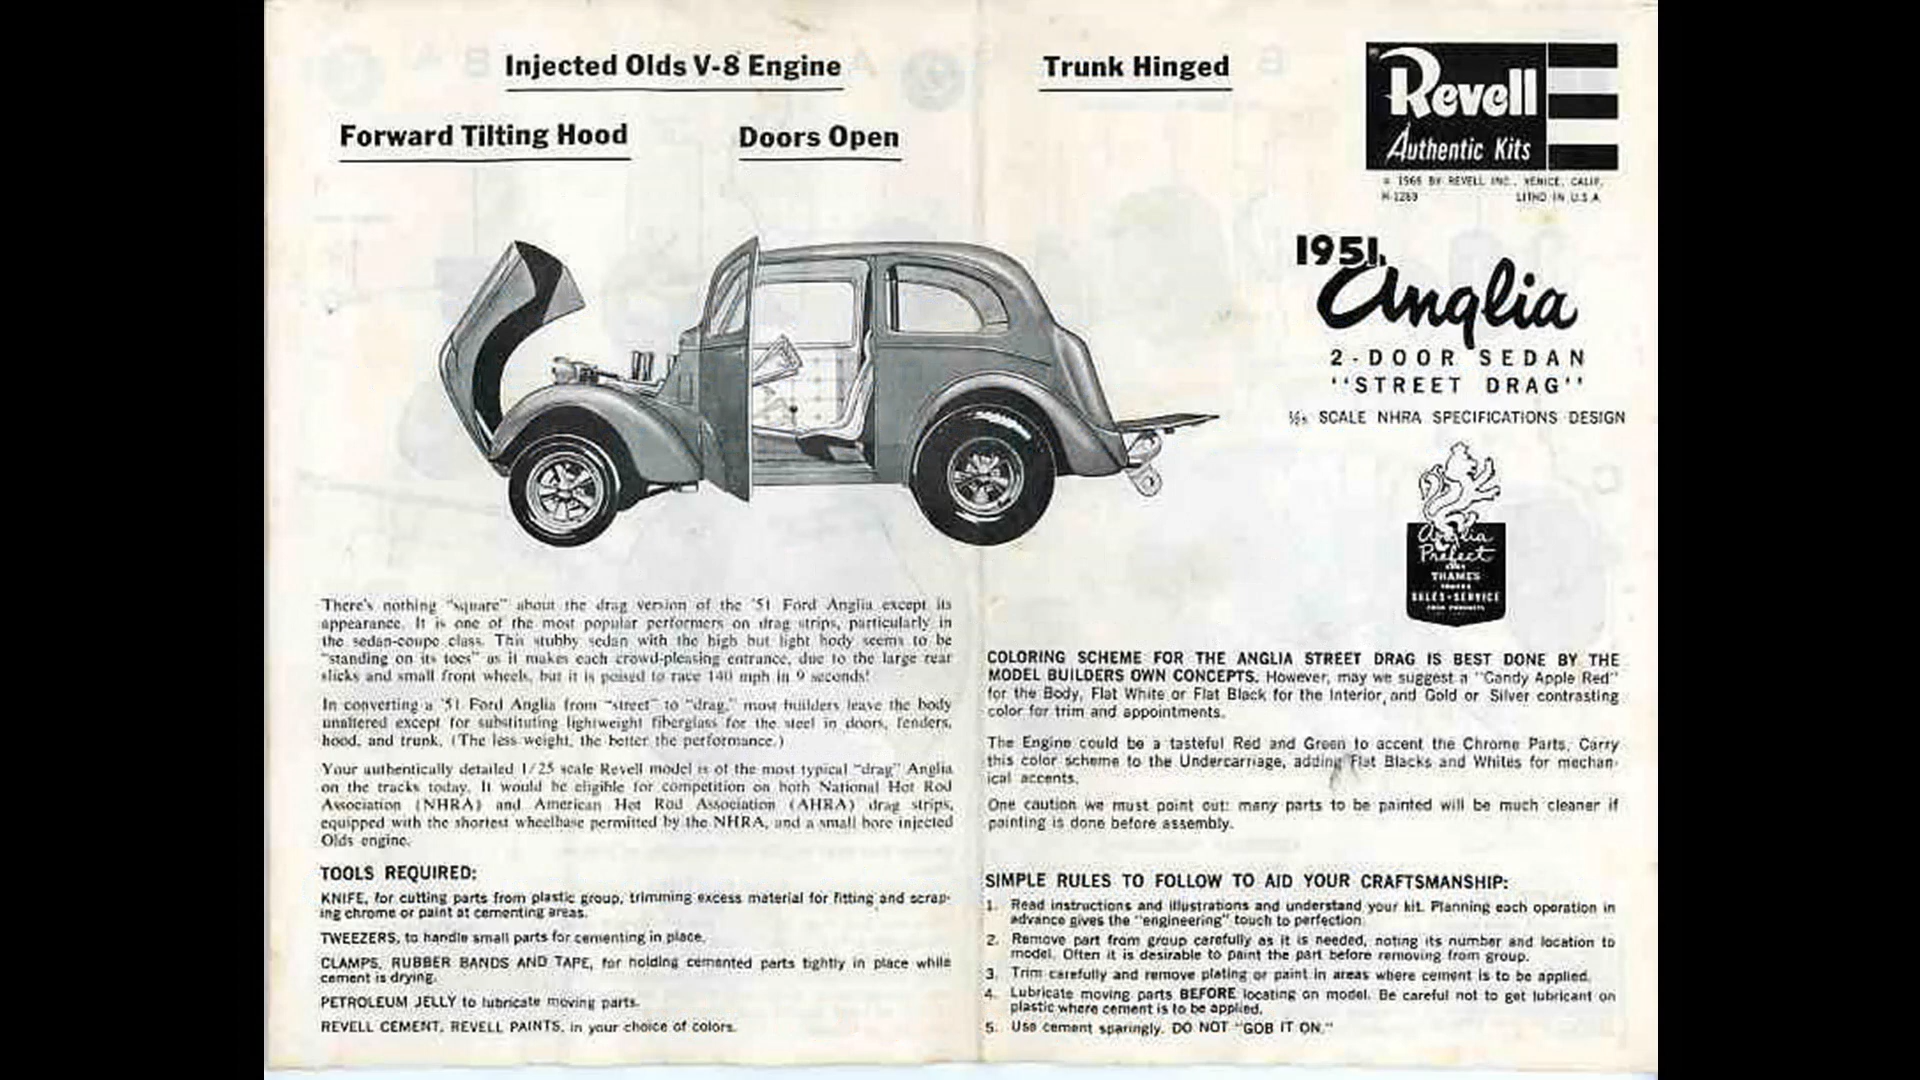 Injected Olds V-8 Engine
Trunk Hinged
Forward Tilting Hood
Doors Open
Revell
Authentic Kits
BY REVELL INC., VENICE, CALIF.
H-1269 LITHO IN U.S.A.
1951
Anglia
2-DOOR SEDAN
"STREET DRAG"
SCALE NHRA SPECIFICATIONS DESIGN
Anglia
Prefect
THAMES
SALES-SERVICE
There's nothing "square" about the drag version of the '51 Ford Anglia except its
appearance. It is one of the most popular performers on drag strips, particularly in
the sedan-coupe class. This stubby sedan with the high but light body seems to be
"standing on its toes" as it makes each crowd-pleasing entrance, due to the large rear
slicks and small front wheels, but it is poised to race 140 mph in 9 seconds!
In converting a '51 Ford Anglia from "street" to "drag," most builders leave the body
unaltered except for substituting lightweight fiberglass for the steel in doors, fenders,
hood, and trunk. (The less weight, the better the performance.)
Your authentically detailed 1/25 scale Revell model is of the most typical "drag" Anglia
on the tracks today. It would be eligible for competition on both National Hot Rod
Association (NHRA) and American Hot Rod Association (AHRA) drag strips,
equipped with the shortest wheelbase permitted by the NHRA, and a small bore injected
Olds engine.
TOOLS REQUIRED:
KNIFE, for cutting parts from plastic group, trimming excess material for fitting and scrap-
ing chrome or paint at cementing areas.
TWEEZERS, to handle small parts for cementing in place.
CLAMPS, RUBBER BANDS AND TAPE, for holding cemented parts tightly in place while
cement is drying.
PETROLEUM JELLY to lubricate moving parts.
REVELL CEMENT, REVELL PAINTS, in your choice of colors.
COLORING SCHEME FOR THE ANGLIA STREET DRAG IS BEST DONE BY THE
MODEL BUILDERS OWN CONCEPTS. However, may we suggest a "Candy Apple Red"
for the Body, Flat White or Flat Black for the Interior, and Gold or Silver contrasting
color for trim and appointments.
The Engine could be a tasteful Red and Green to accent the Chrome Parts. Carry
this color scheme to the Undercarriage, adding Flat Blacks and Whites for mechan-
ical accents.
One caution we must point out: many parts to be painted will be much cleaner if
painting is done before assembly.
SIMPLE RULES TO FOLLOW TO AID YOUR CRAFTSMANSHIP:
1. Read instructions and illustrations and understand your kit. Planning each operation in
advance gives the "engineering" touch to perfection.
2. Remove part from group carefully as it is needed, noting its number and location to
model. Often it is desirable to paint the part before removing from group.
3. Trim carefully and remove plating or paint in areas where cement is to be applied.
4. Lubricate moving parts BEFORE locating on model. Be careful not to get lubricant on
plastic where cement is to be applied.
5. Use cement sparingly. DO NOT "GOB IT ON."